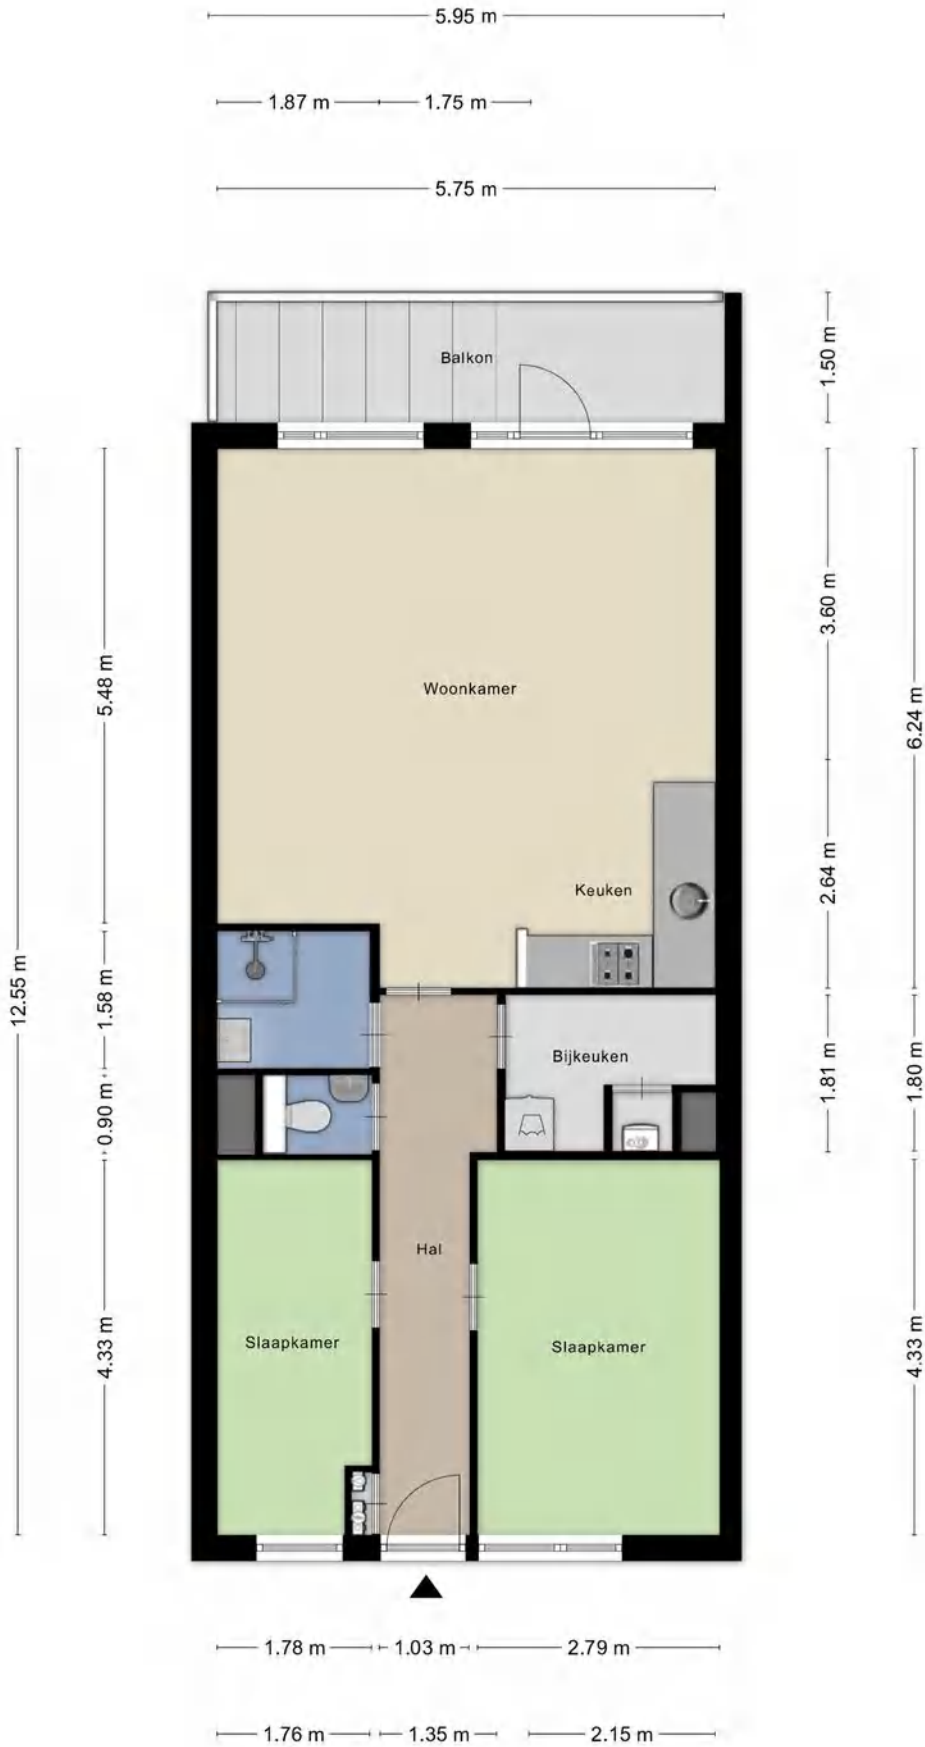 5.95 m
1.87 m 1.75 m
5.75 m
Balkon
1.50 m
3.60 m
5.48 m
Woonkamer
6.24 m
2.64 m
Keuken
12.55 m
1.58 m
Bijkeuken
1.81 m
1.80 m
0.90 m
Hal
Slaapkamer
Slaapkamer
4.33 m
4.33 m
1.78 m 1.03 m 2.79 m
1.76 m 1.35 m 2.15 m